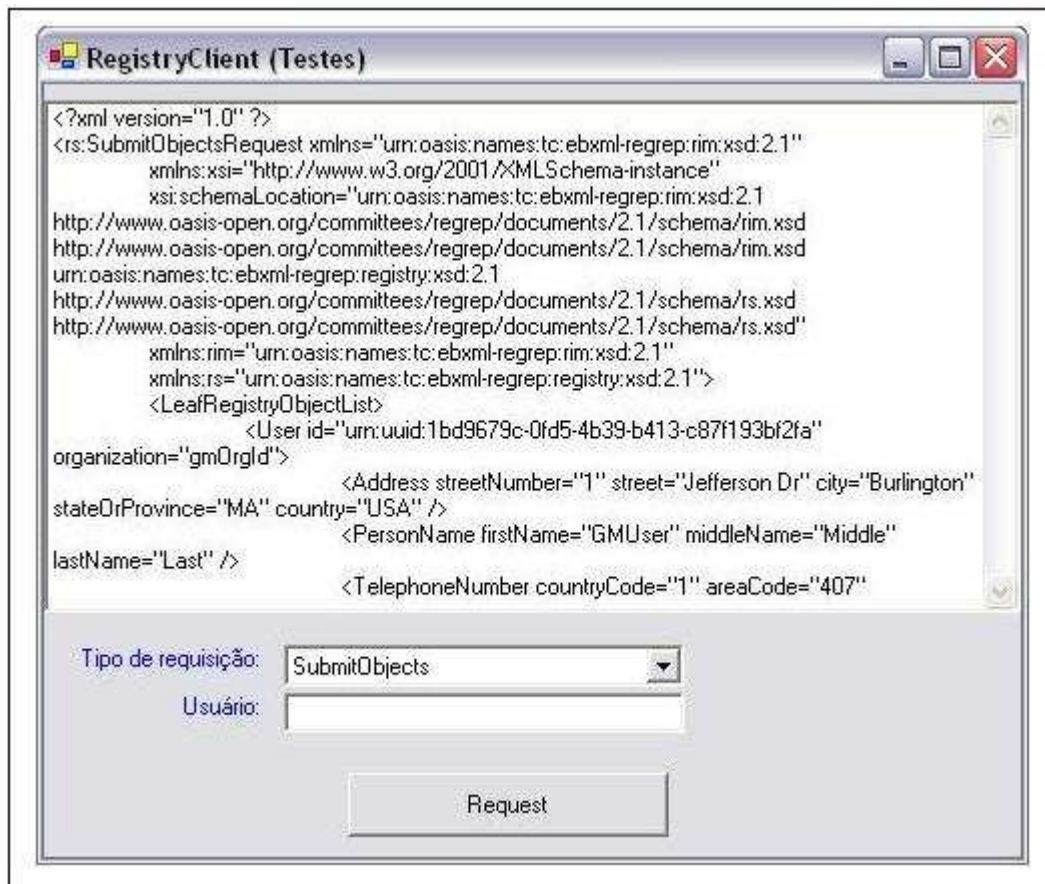 RegistryClient (Testes)
<?xml version="1.0" ?>
<rs:SubmitObjectsRequest xmlns="urn:oasis:names:tc:ebxml-regrep:rim:xsd:2.1"
xmlns:xsi="http://www.w3.org/2001/XMLSchema-instance"
xsi:schemaLocation="urn:oasis:names:tc:ebxml-regrep:rim:xsd:2.1
http://www.oasis-open.org/committees/regrep/documents/2.1/schema/rim.xsd
http://www.oasis-open.org/committees/regrep/documents/2.1/schema/rim.xsd
urn:oasis:names:tc:ebxml-regrep:registry:xsd:2.1
http://www.oasis-open.org/committees/regrep/documents/2.1/schema/rs.xsd
http://www.oasis-open.org/committees/regrep/documents/2.1/schema/rs.xsd"
xmlns:rim="urn:oasis:names:tc:ebxml-regrep:rim:xsd:2.1"
xmlns:rs="urn:oasis:names:tc:ebxml-regrep:registry:xsd:2.1">
<LeafRegistryObjectList>
<User id="urn:uuid:1bd9679c-0fd5-4b39-b413-c87f193bf2fa"
organization="gmOrgId">
<Address streetNumber="1" street="Jefferson Dr" city="Burlington"
stateOrProvince="MA" country="USA" />
<PersonName firstName="GMUser" middleName="Middle"
lastName="Last" />
<TelephoneNumber countryCode="1" areaCode="407"
Tipo de requisição:
SubmitObjects
Usuário:
Request